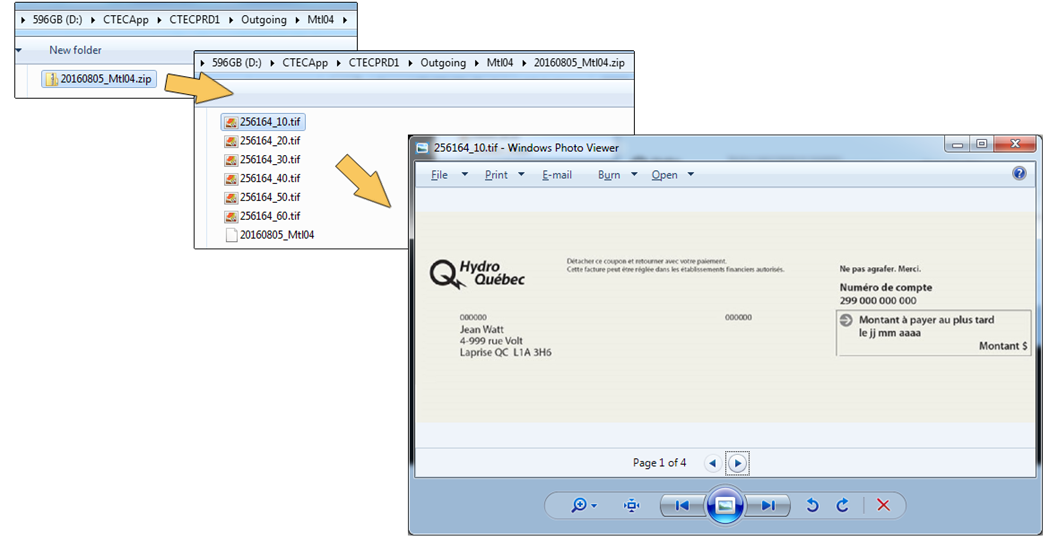 596GB (D:) CTECApp CTECPRD1 Outgoing Mtl04
New folder
20160805_Mtl04.zip
596GB (D:) CTECApp CTECPRD1 Outgoing Mtl04 20160805_Mtl04.zip
256164_10.tif
256164_20.tif
256164_30.tif
256164_40.tif
256164_50.tif
256164_60.tif
20160805_Mtl04
256164_10.tif - Windows Photo Viewer
File Print E-mail Burn Open
Hydro
Québec
Détacher ce coupon et retourner avec votre paiement.
Cette facture peut être réglée dans les établissements financiers autorisés.
Ne pas agrafer. Merci.
Numéro de compte
299 000 000 000
000000
000000
Jean Watt
4-999 rue Volt
Laprise QC L1A 3H6
Montant à payer au plus tard
le jj mm aaaa
Montant $
Page 1 of 4